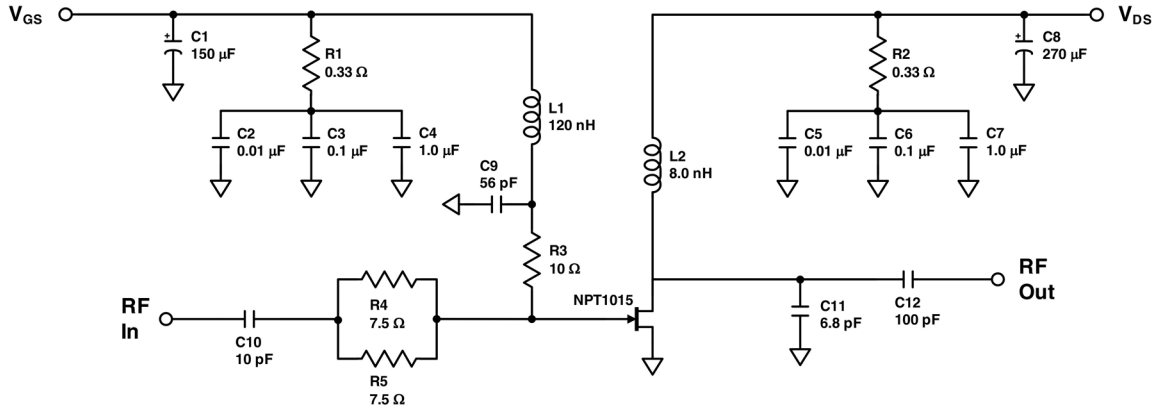 V_GS
C1
150 µF
R1
0.33 Ω
C2
0.01 µF
C3
0.1 µF
C4
1.0 µF
L1
120 nH
C9
56 pF
R3
10 Ω
RF
In
C10
10 pF
R4
7.5 Ω
R5
7.5 Ω
NPT1015
L2
8.0 nH
V_DS
C8
270 µF
R2
0.33 Ω
C5
0.01 µF
C6
0.1 µF
C7
1.0 µF
C11
6.8 pF
C12
100 pF
RF
Out